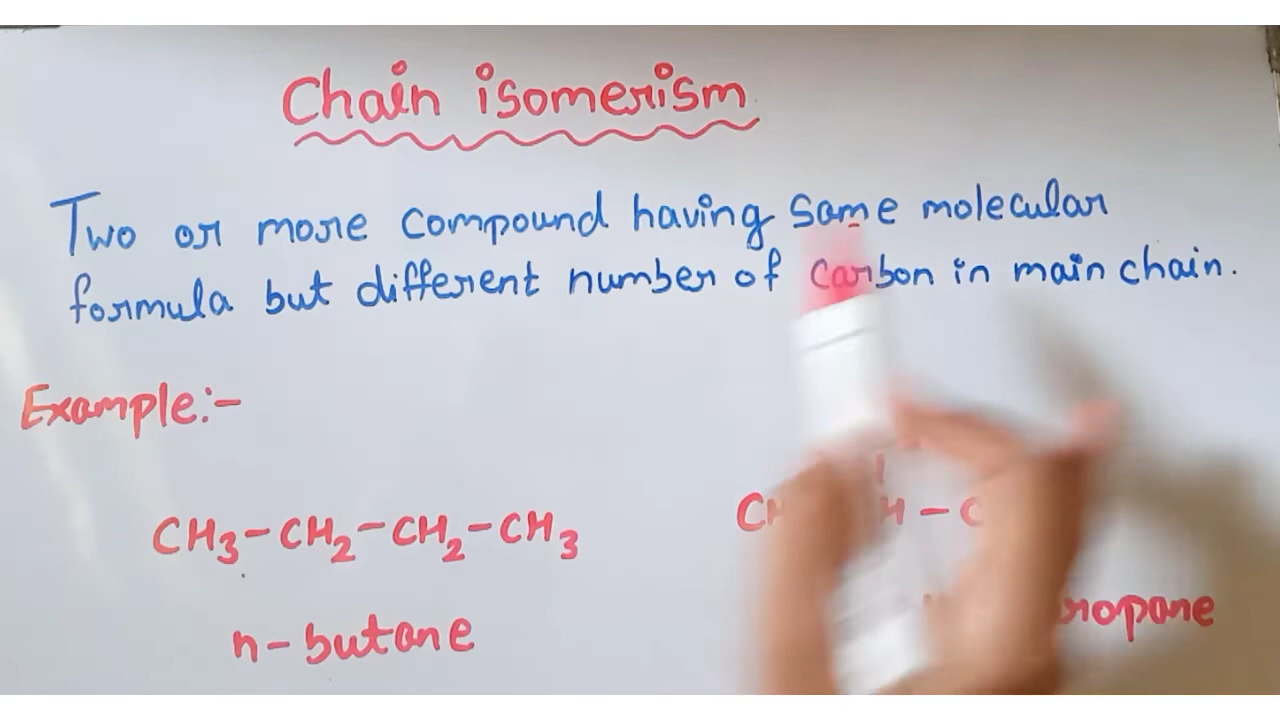 Chain isomerism
Two or more compound having same molecular
formula but different number of carbon in main chain.
Example:-
CH3-CH2-CH2-CH3
n-butane